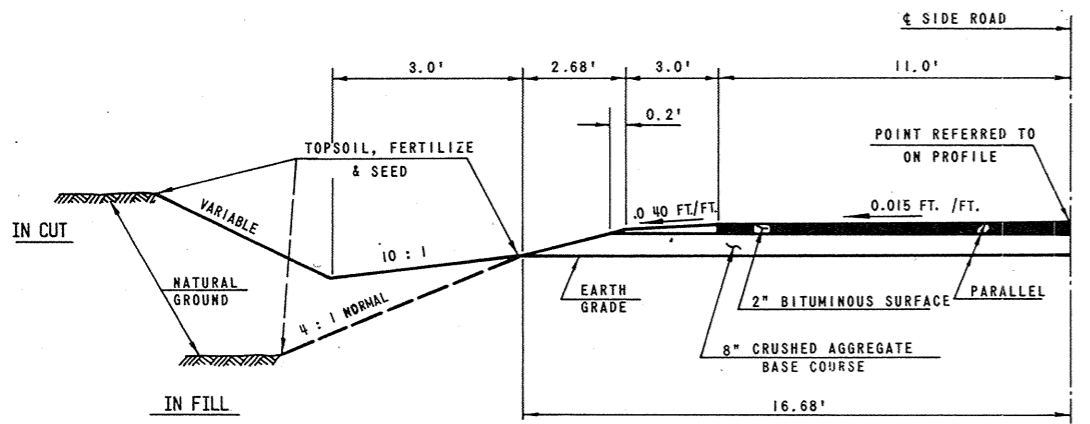 ℄ SIDE ROAD
3.0'
2.68'
3.0'
11.0'
0.2'
TOPSOIL, FERTILIZE
& SEED
POINT REFERRED TO
ON PROFILE
VARIABLE
.0 40 FT./FT.
0.015 FT. /FT.
IN CUT
10 : 1
NATURAL
GROUND
4 : 1 NORMAL
EARTH
GRADE
2" BITUMINOUS SURFACE
PARALLEL
8" CRUSHED AGGREGATE
BASE COURSE
IN FILL
16.68'